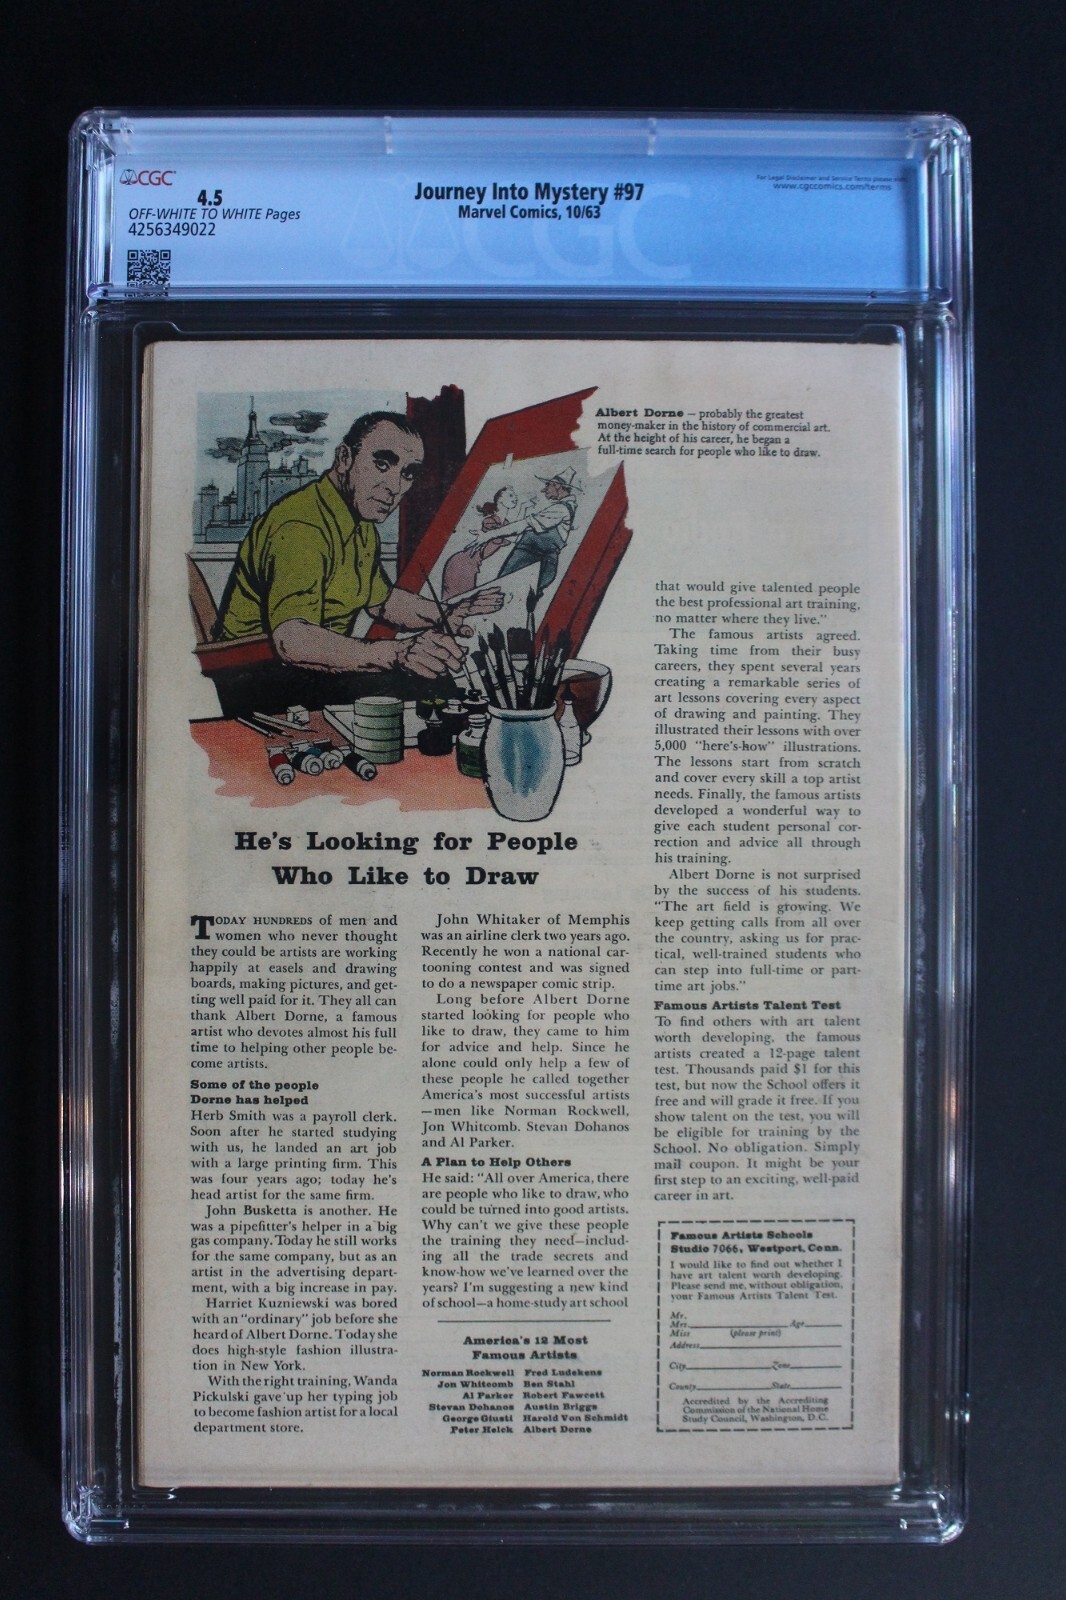 CGC
4.5
OFF-WHITE TO WHITE Pages
4256349022
Journey Into Mystery #97
Marvel Comics, 10/63
For Legal Disclaimer and Service Terms please visit
www.cgccomics.com/terms
CGC
Albert Dorne – probably the greatest
money-maker in the history of commercial art.
At the height of his career, he began a
full-time search for people who like to draw.
He's Looking for People
Who Like to Draw
TODAY HUNDREDS of men and
women who never thought
they could be artists are working
happily at easels and drawing
boards, making pictures, and get-
ting well paid for it. They all can
thank Albert Dorne, a famous
artist who devotes almost his full
time to helping other people be-
come artists.
Some of the people
Dorne has helped
Herb Smith was a payroll clerk.
Soon after he started studying
with us, he landed an art job
with a large printing firm. This
was four years ago; today he's
head artist for the same firm.
John Busketta is another. He
was a pipefitter's helper in a big
gas company. Today he still works
for the same company, but as an
artist in the advertising depart-
ment, with a big increase in pay.
Harriet Kuzniewski was bored
with an "ordinary" job before she
heard of Albert Dorne. Today she
does high-style fashion illustra-
tion in New York.
With the right training, Wanda
Pickulski gave up her typing job
to become fashion artist for a local
department store.
John Whitaker of Memphis
was an airline clerk two years ago.
Recently he won a national car-
tooning contest and was signed
to do a newspaper comic strip.
Long before Albert Dorne
started looking for people who
like to draw, they came to him
for advice and help. Since he
alone could only help a few of
these people he called together
America's most successful artists
—men like Norman Rockwell,
Jon Whitcomb. Stevan Dohanos
and Al Parker.
A Plan to Help Others
He said: "All over America, there
are people who like to draw, who
could be turned into good artists.
Why can't we give these people
the training they need—includ-
ing all the trade secrets and
know-how we've learned over the
years? I'm suggesting a new kind
of school—a home-study art school
America's 12 Most
Famous Artists
Norman Rockwell Fred Ludekens
Jon Whitcomb Ben Stahl
Al Parker Robert Fawcett
Stevan Dohanos Austin Briggs
George Giusti Harold Von Schmidt
Peter Helck Albert Dorne
that would give talented people
the best professional art training,
no matter where they live."
The famous artists agreed.
Taking time from their busy
careers, they spent several years
creating a remarkable series of
art lessons covering every aspect
of drawing and painting. They
illustrated their lessons with over
5,000 "here's-how" illustrations.
The lessons start from scratch
and cover every skill a top artist
needs. Finally, the famous artists
developed a wonderful way to
give each student personal cor-
rection and advice all through
his training.
Albert Dorne is not surprised
by the success of his students.
"The art field is growing. We
keep getting calls from all over
the country, asking us for prac-
tical, well-trained students who
can step into full-time or part-
time art jobs."
Famous Artists Talent Test
To find others with art talent
worth developing, the famous
artists created a 12-page talent
test. Thousands paid $1 for this
test, but now the School offers it
free and will grade it free. If you
show talent on the test, you will
be eligible for training by the
School. No obligation. Simply
mail coupon. It might be your
first step to an exciting, well-paid
career in art.
Famous Artists Schools
Studio 7066, Westport, Conn.
I would like to find out whether I
have art talent worth developing.
Please send me, without obligation,
your Famous Artists Talent Test.
Mr.
Mrs. Age
Miss (please print)
Address
City Zone
County State
Accredited by the Accrediting
Commission of the National Home
Study Council, Washington, D.C.